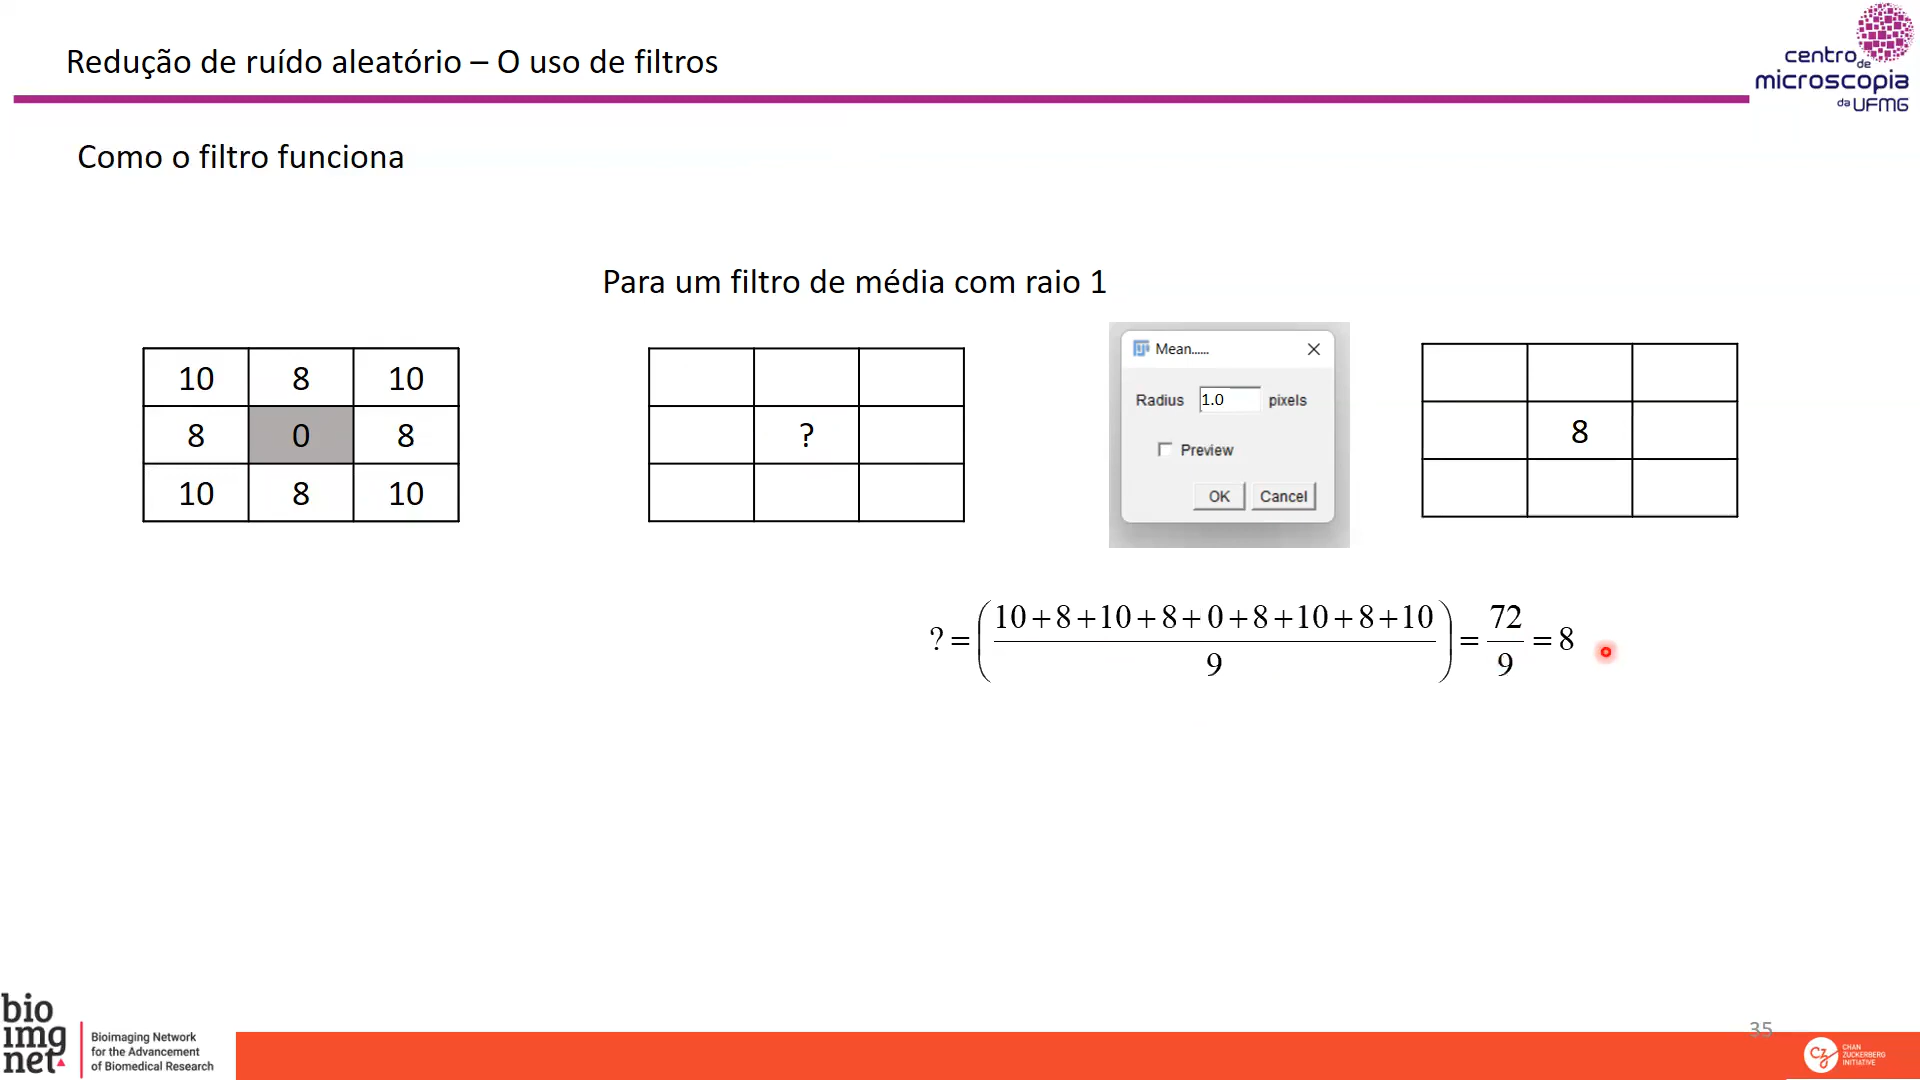 Redução de ruído aleatório – O uso de filtros
centro de
microscopia
da UFMG
Como o filtro funciona
Para um filtro de média com raio 1
10 8 10
8 0 8
10 8 10
?
Mean......
Radius 1.0 pixels
Preview
OK Cancel
8
? = (10+8+10+8+0+8+10+8+10 / 9) = 72/9 = 8
bio
img
net
Bioimaging Network
for the Advancement
of Biomedical Research
35
CZ
CHAN
ZUCKERBERG
INITIATIVE